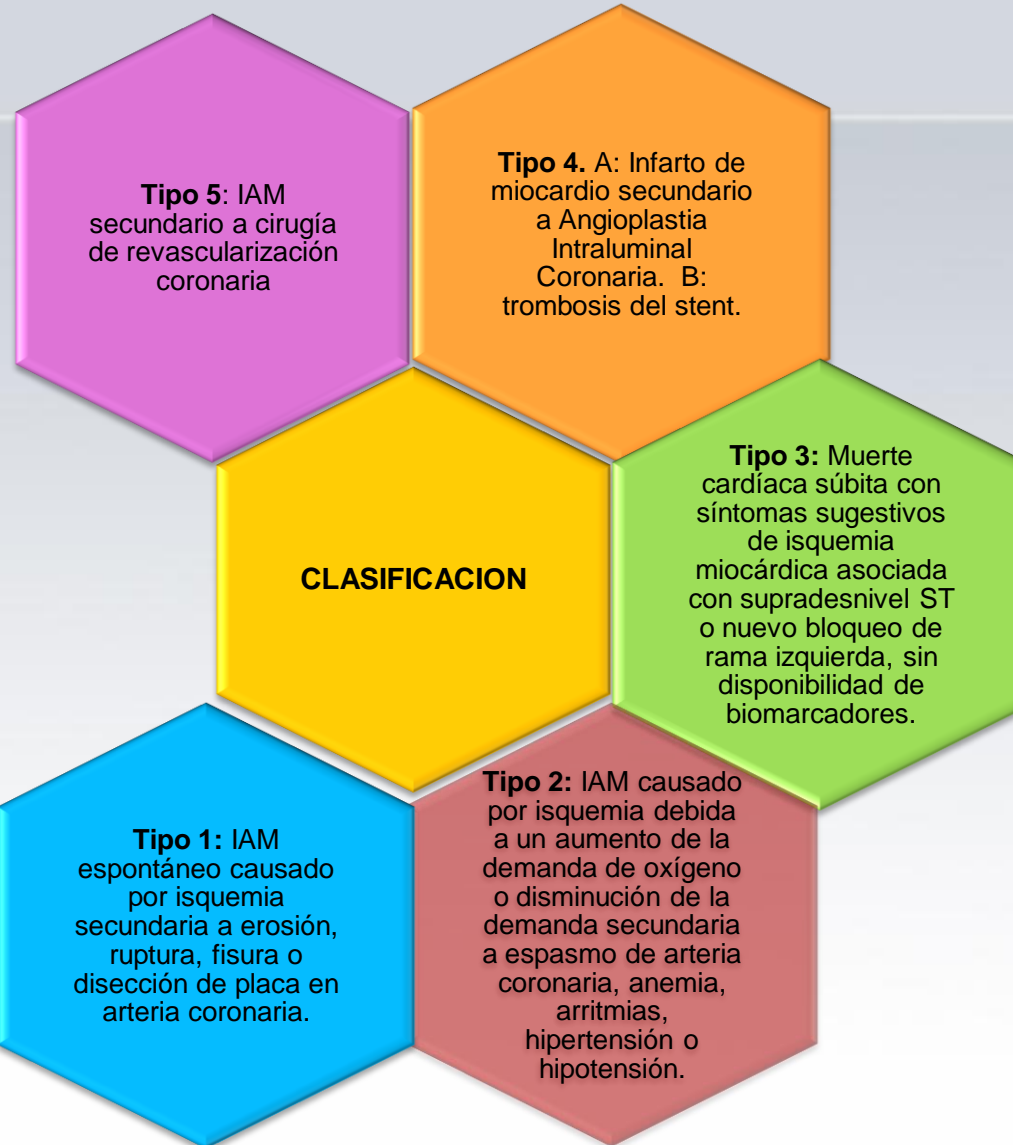 Tipo 5: IAM
secundario a cirugía
de revascularización
coronaria
Tipo 4. A: Infarto de
miocardio secundario
a Angioplastia
Intraluminal
Coronaria. B:
trombosis del stent.
CLASIFICACION
Tipo 3: Muerte
cardíaca súbita con
síntomas sugestivos
de isquemia
miocárdica asociada
con supradesnivel ST
o nuevo bloqueo de
rama izquierda, sin
disponibilidad de
biomarcadores.
Tipo 1: IAM
espontáneo causado
por isquemia
secundaria a erosión,
ruptura, fisura o
disección de placa en
arteria coronaria.
Tipo 2: IAM causado
por isquemia debida
a un aumento de la
demanda de oxígeno
o disminución de la
demanda secundaria
a espasmo de arteria
coronaria, anemia,
arritmias,
hipertensión o
hipotensión.